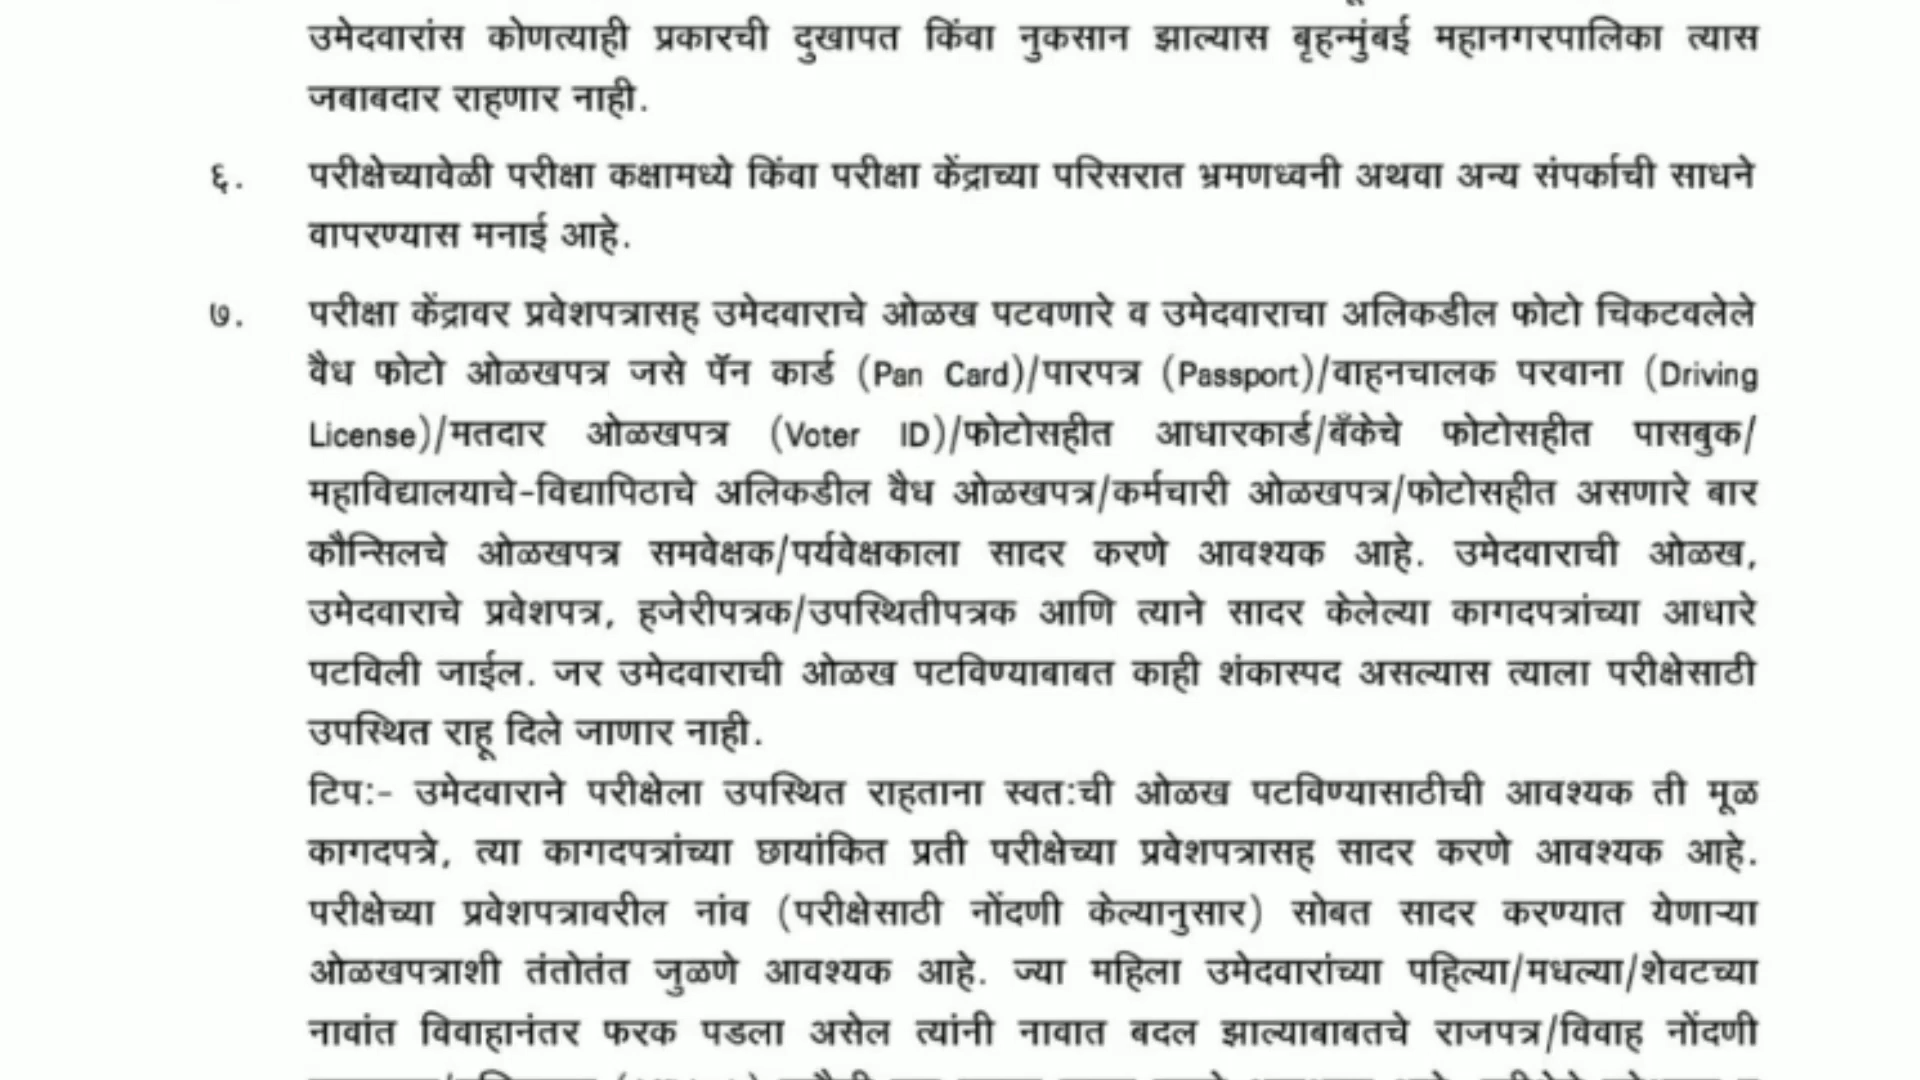 उमेदवारांस कोणत्याही प्रकारची दुखापत किंवा नुकसान झाल्यास बृहन्मुंबई महानगरपालिका त्यास
जबाबदार राहणार नाही.
६. परीक्षेच्यावेळी परीक्षा कक्षामध्ये किंवा परीक्षा केंद्राच्या परिसरात भ्रमणध्वनी अथवा अन्य संपर्काची साधने
वापरण्यास मनाई आहे.
७. परीक्षा केंद्रावर प्रवेशपत्रासह उमेदवाराचे ओळख पटवणारे व उमेदवाराचा अलिकडील फोटो चिकटवलेले
वैध फोटो ओळखपत्र जसे पॅन कार्ड (Pan Card)/पारपत्र (Passport)/वाहनचालक परवाना (Driving
License)/मतदार ओळखपत्र (Voter ID)/फोटोसहीत आधारकार्ड/बँकेचे फोटोसहीत पासबुक/
महाविद्यालयाचे-विद्यापिठाचे अलिकडील वैध ओळखपत्र/कर्मचारी ओळखपत्र/फोटोसहीत असणारे बार
कौन्सिलचे ओळखपत्र समवेक्षक/पर्यवेक्षकाला सादर करणे आवश्यक आहे. उमेदवाराची ओळख,
उमेदवाराचे प्रवेशपत्र, हजेरीपत्रक/उपस्थितीपत्रक आणि त्याने सादर केलेल्या कागदपत्रांच्या आधारे
पटविली जाईल. जर उमेदवाराची ओळख पटविण्याबाबत काही शंकास्पद असल्यास त्याला परीक्षेसाठी
उपस्थित राहू दिले जाणार नाही.
टिप:- उमेदवाराने परीक्षेला उपस्थित राहताना स्वत:ची ओळख पटविण्यासाठीची आवश्यक ती मूळ
कागदपत्रे, त्या कागदपत्रांच्या छायांकित प्रती परीक्षेच्या प्रवेशपत्रासह सादर करणे आवश्यक आहे.
परीक्षेच्या प्रवेशपत्रावरील नांव (परीक्षेसाठी नोंदणी केल्यानुसार) सोबत सादर करण्यात येणाऱ्या
ओळखपत्राशी तंतोतंत जुळणे आवश्यक आहे. ज्या महिला उमेदवारांच्या पहिल्या/मधल्या/शेवटच्या
नावांत विवाहानंतर फरक पडला असेल त्यांनी नावात बदल झाल्याबाबतचे राजपत्र/विवाह नोंदणी